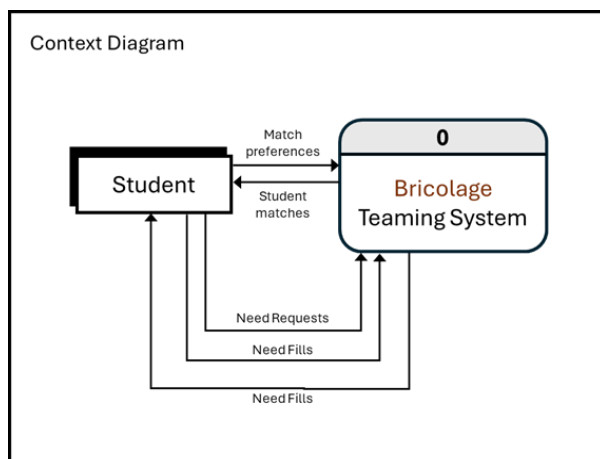 Context Diagram
0
Match
preferences
Student
Bricolage
Student
matches
Teaming System
Need Requests
Need Fills
Need Fills